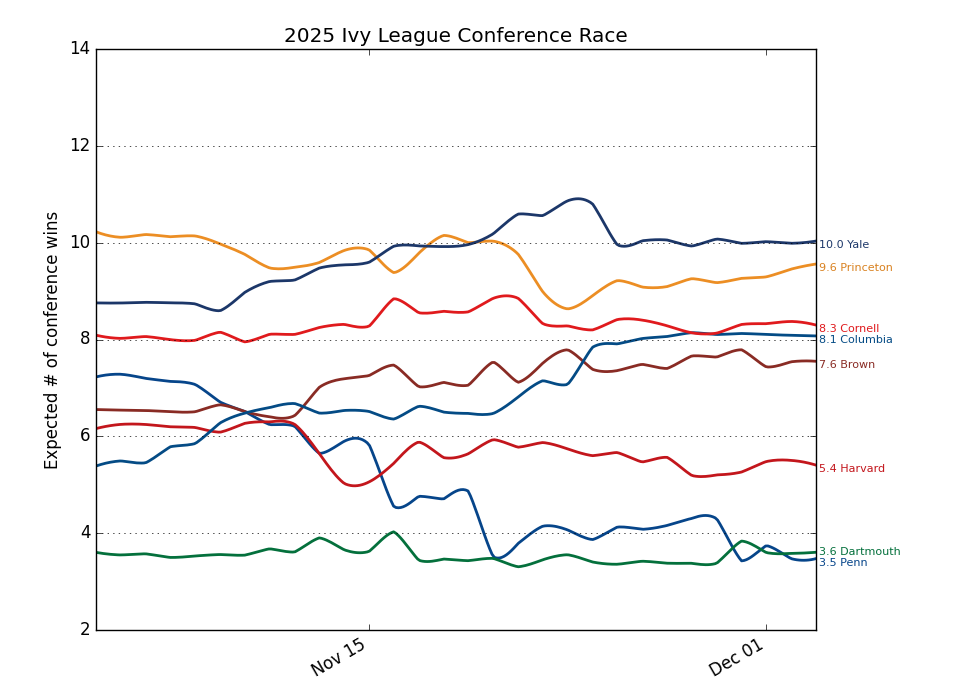 2025 Ivy League Conference Race
Expected # of conference wins
14
12
10
8
6
4
2
10.0 Yale
9.6 Princeton
8.3 Cornell
8.1 Columbia
7.6 Brown
5.4 Harvard
3.6 Dartmouth
3.5 Penn
Nov 15
Dec 01